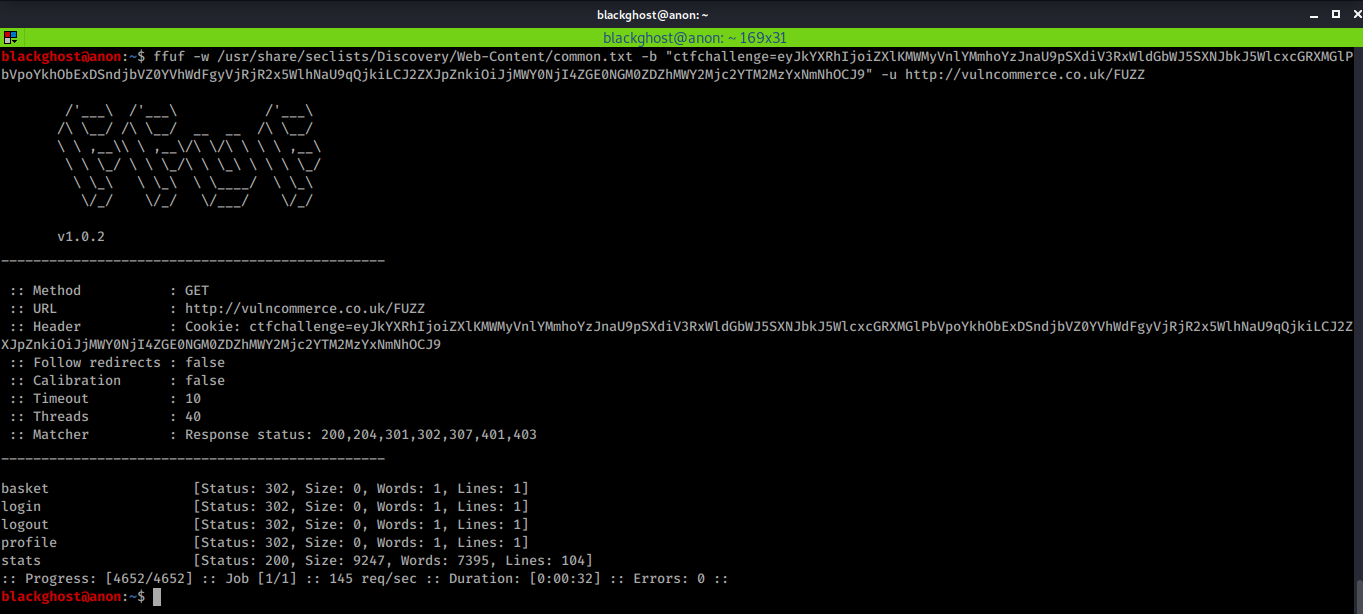 blackghost@anon: ~
blackghost@anon: ~ 169x31
blackghost@anon:~$ ffuf -w /usr/share/seclists/Discovery/Web-Content/common.txt -b "ctfchallenge=eyJkYXRhIjoiZXlKMWMyVnlYMmhoYzJnaU9pSXdiV3RxWldGbWJ5SXNJbkJ5WlcxcGRXMGlP
bVpoYkhObExDSndjbVZ0YVhWdFgyVjRjR2x5WlhNaU9qQjkiLCJ2ZXJpZnkiOiJjMWY0NjI4ZGE0NGM0ZDZhMWY2Mjc2YTM2MzYxNmNhOCJ9" -u http://vulncommerce.co.uk/FUZZ
/'___\  /'___\           /'___\
/\ \__/ /\ \__/  __  __  /\ \__/
\ \ ,__\\ \ ,__\/\ \/\ \ \ \ ,__\
\ \ \_/ \ \ \_/\ \ \_\ \ \ \ \_/
\ \_\   \ \_\  \ \____/  \ \_\
\/_/    \/_/   \/___/    \/_/
v1.0.2
________________________________________________
:: Method           : GET
:: URL              : http://vulncommerce.co.uk/FUZZ
:: Header           : Cookie: ctfchallenge=eyJkYXRhIjoiZXlKMWMyVnlYMmhoYzJnaU9pSXdiV3RxWldGbWJ5SXNJbkJ5WlcxcGRXMGlPbVpoYkhObExDSndjbVZ0YVhWdFgyVjRjR2x5WlhNaU9qQjkiLCJ2Z
XJpZnkiOiJjMWY0NjI4ZGE0NGM0ZDZhMWY2Mjc2YTM2MzYxNmNhOCJ9
:: Follow redirects : false
:: Calibration      : false
:: Timeout          : 10
:: Threads          : 40
:: Matcher          : Response status: 200,204,301,302,307,401,403
________________________________________________
basket                  [Status: 302, Size: 0, Words: 1, Lines: 1]
login                   [Status: 302, Size: 0, Words: 1, Lines: 1]
logout                  [Status: 302, Size: 0, Words: 1, Lines: 1]
profile                 [Status: 302, Size: 0, Words: 1, Lines: 1]
stats                   [Status: 200, Size: 9247, Words: 7395, Lines: 104]
:: Progress: [4652/4652] :: Job [1/1] :: 145 req/sec :: Duration: [0:00:32] :: Errors: 0 ::
blackghost@anon:~$